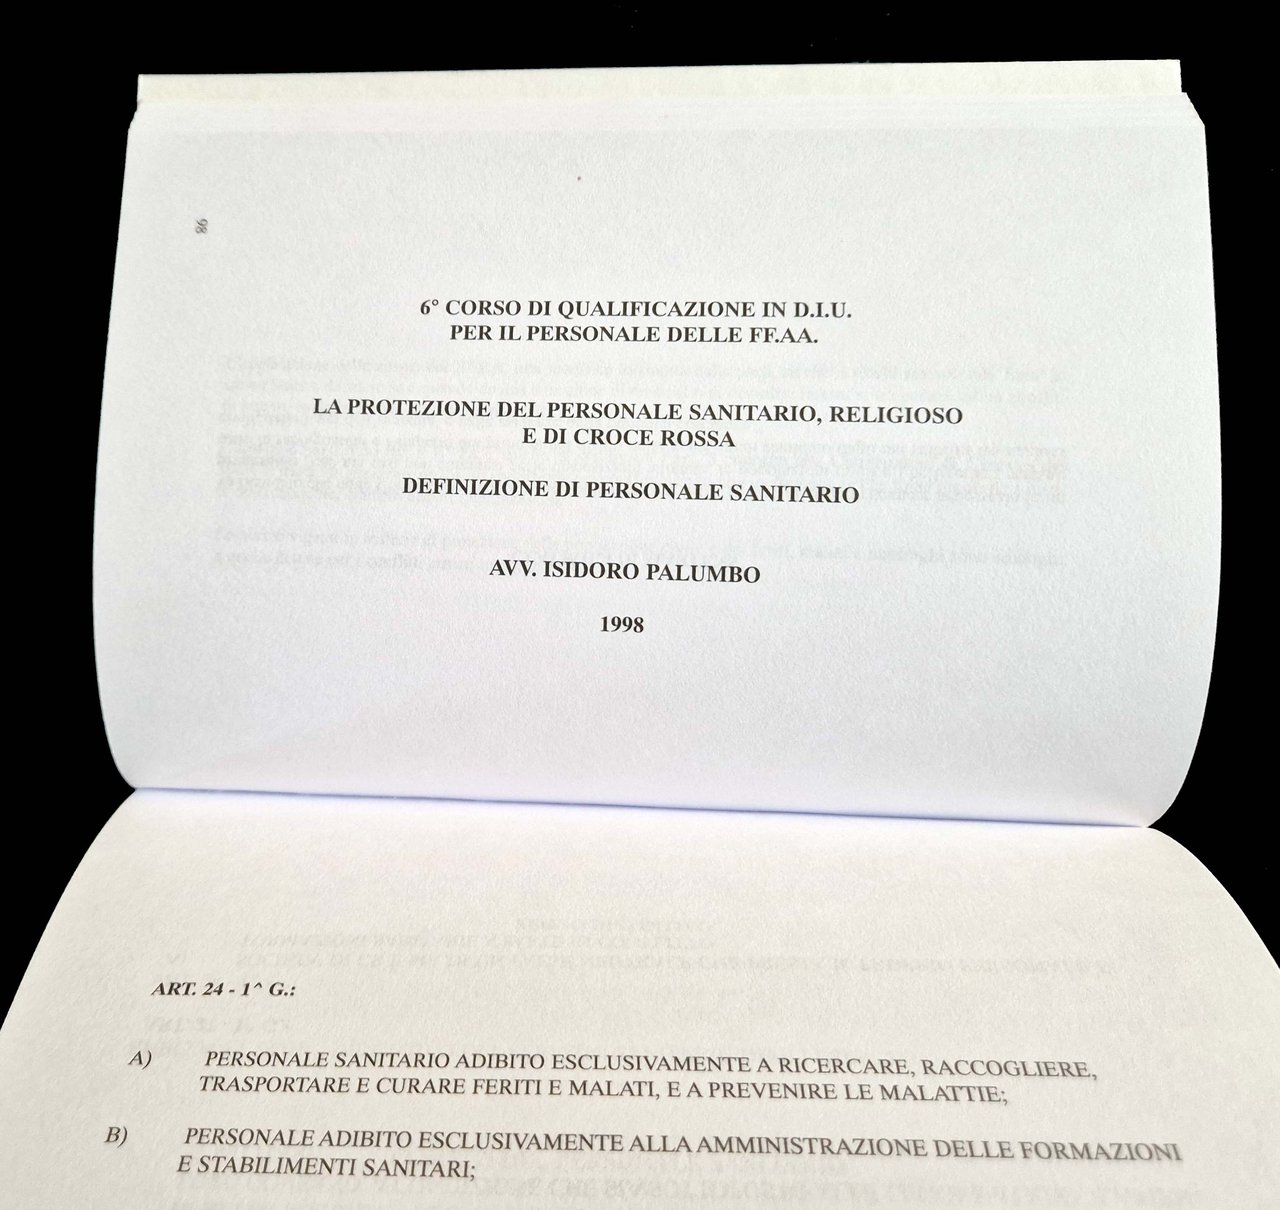 98
6° CORSO DI QUALIFICAZIONE IN D.I.U.
PER IL PERSONALE DELLE FF.AA.
LA PROTEZIONE DEL PERSONALE SANITARIO, RELIGIOSO
E DI CROCE ROSSA
DEFINIZIONE DI PERSONALE SANITARIO
AVV. ISIDORO PALUMBO
1998
ART. 24 - 1^ G.:
A) PERSONALE SANITARIO ADIBITO ESCLUSIVAMENTE A RICERCARE, RACCOGLIERE,
TRASPORTARE E CURARE FERITI E MALATI, E A PREVENIRE LE MALATTIE;
B) PERSONALE ADIBITO ESCLUSIVAMENTE ALLA AMMINISTRAZIONE DELLE FORMAZIONI
E STABILIMENTI SANITARI;